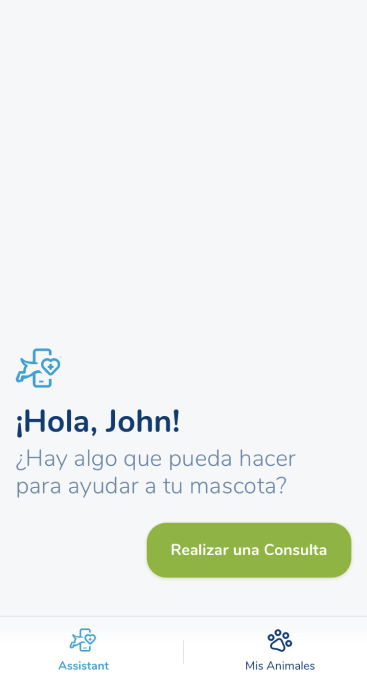 ¡Hola, John!
¿Hay algo que pueda hacer
para ayudar a tu mascota?
Realizar una Consulta
Assistant
Mis Animales